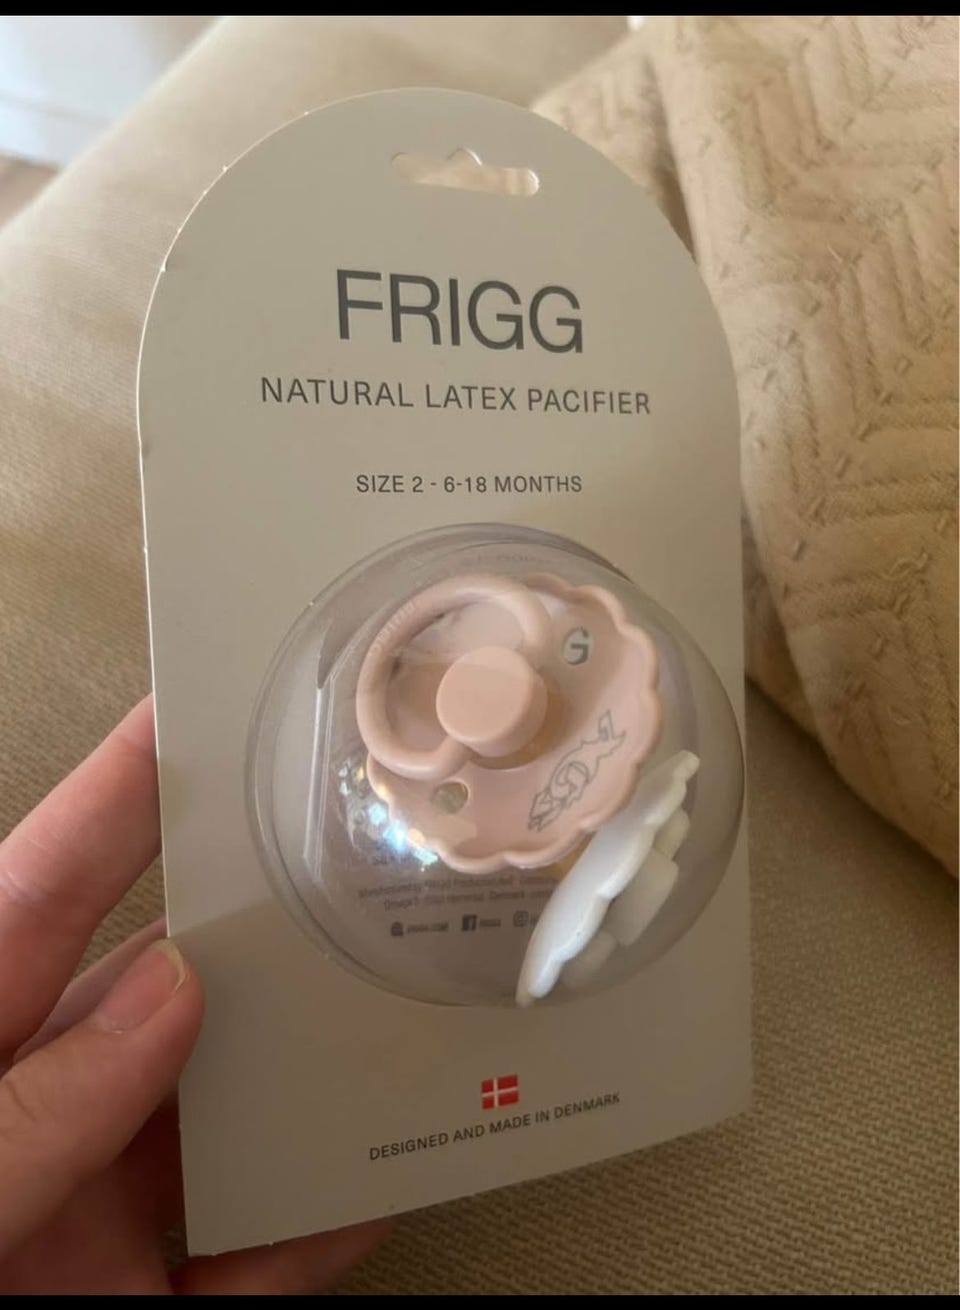 FRIGG
NATURAL LATEX PACIFIER
SIZE 2 - 6-18 MONTHS
G
DESIGNED AND MADE IN DENMARK